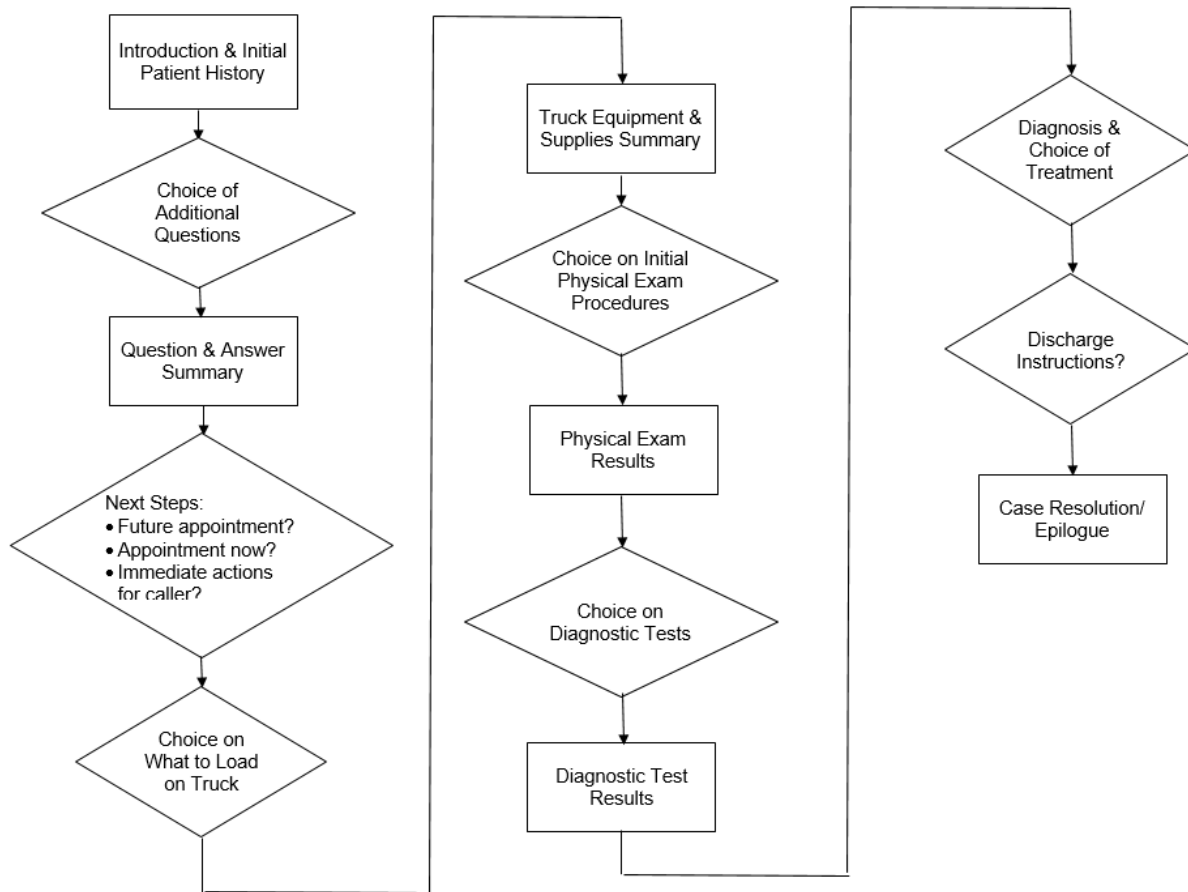 Introduction & Initial
Patient History
Choice of
Additional
Questions
Question & Answer
Summary
Next Steps:
• Future appointment?
• Appointment now?
• Immediate actions
for caller?
Choice on
What to Load
on Truck
Truck Equipment &
Supplies Summary
Choice on Initial
Physical Exam
Procedures
Physical Exam
Results
Choice on
Diagnostic Tests
Diagnostic Test
Results
Diagnosis &
Choice of
Treatment
Discharge
Instructions?
Case Resolution/
Epilogue